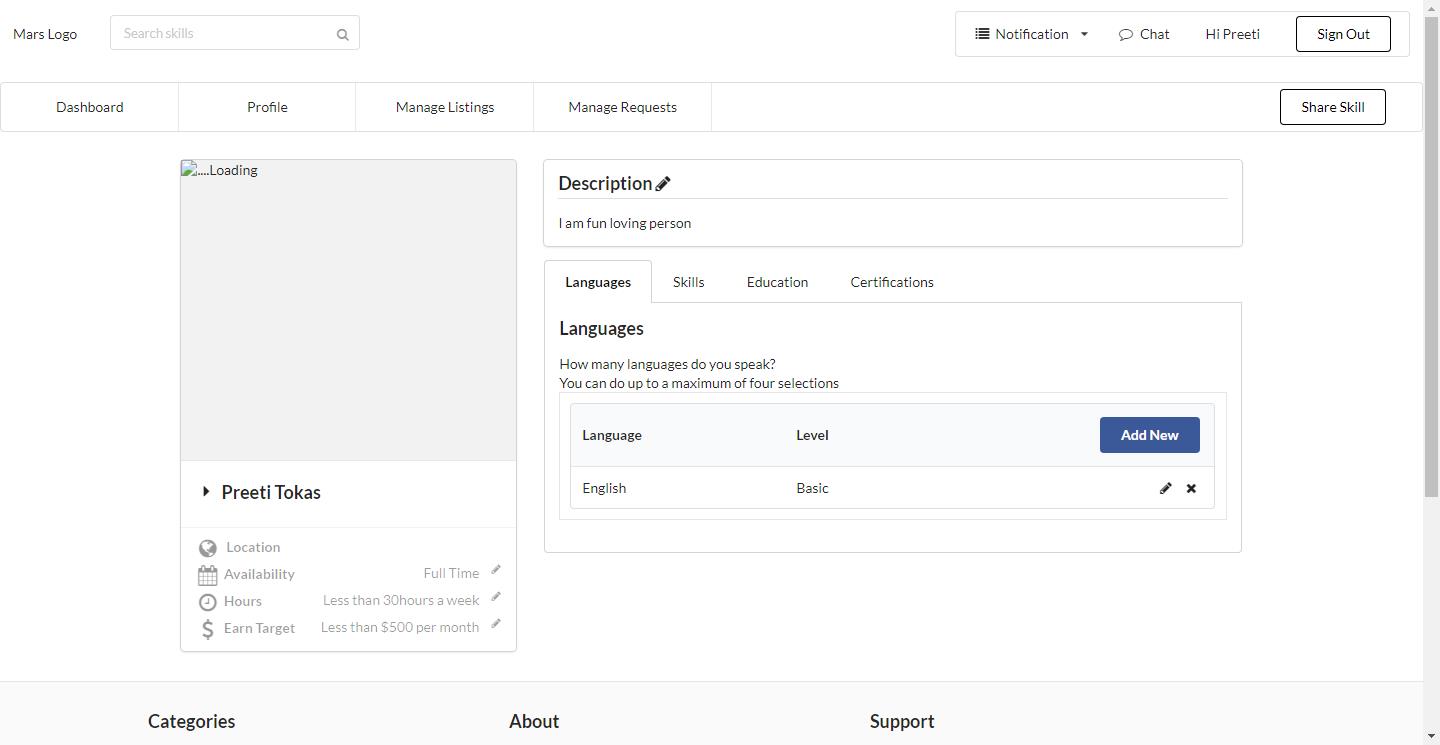 Mars Logo
Search skills
Notification
Chat
Hi Preeti
Sign Out
Dashboard
Profile
Manage Listings
Manage Requests
Share Skill
....Loading
Preeti Tokas
Location
Availability Full Time
Hours Less than 30hours a week
Earn Target Less than $500 per month
Description
I am fun loving person
Languages Skills Education Certifications
Languages
How many languages do you speak?
You can do up to a maximum of four selections
Language Level Add New
English Basic
Categories About Support